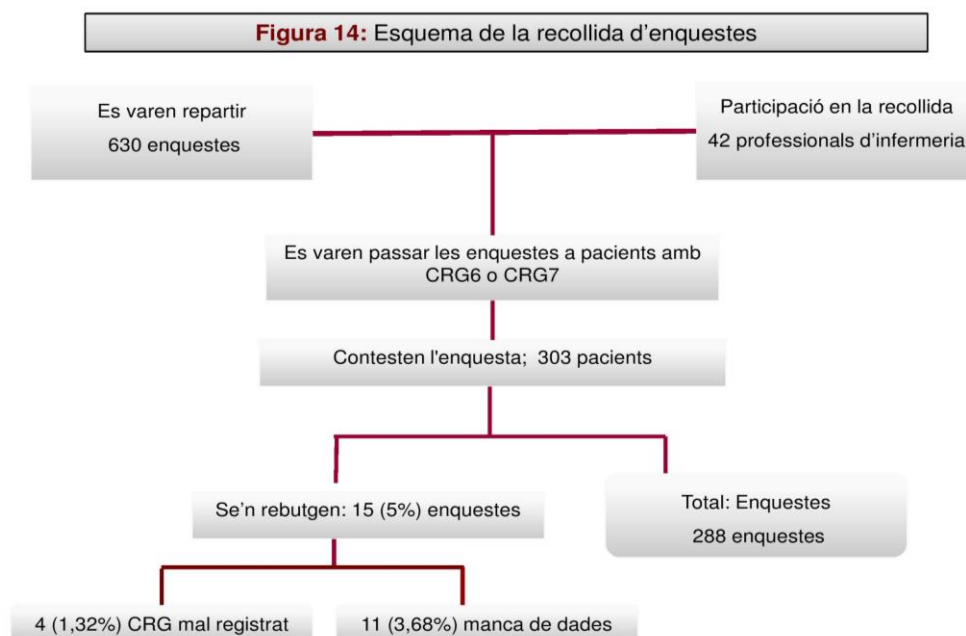 Figura 14: Esquema de la recollida d'enquestes
Es varen repartir
630 enquestes
Participació en la recollida
42 professionals d'infermeria
Es varen passar les enquestes a pacients amb
CRG6 o CRG7
Contesten l'enquesta; 303 pacients
Se'n rebutgen: 15 (5%) enquestes
Total: Enquestes
288 enquestes
4 (1,32%) CRG mal registrat
11 (3,68%) manca de dades